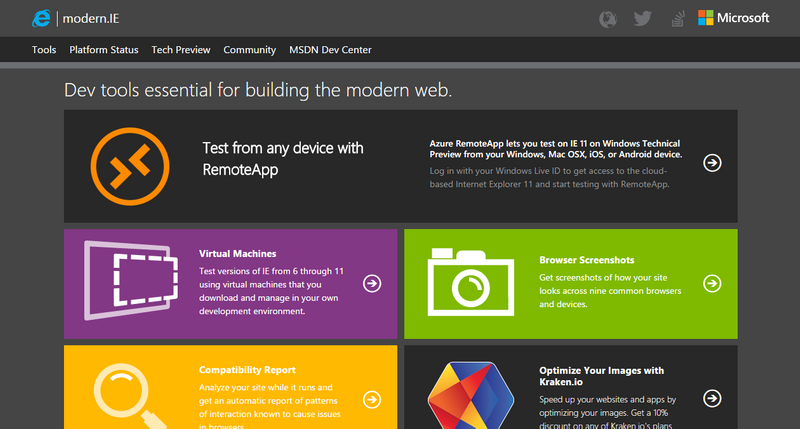 modern.IE
Microsoft
Tools Platform Status Tech Preview Community MSDN Dev Center
Dev tools essential for building the modern web.
Test from any device with
RemoteApp
Azure RemoteApp lets you test on IE 11 on Windows Technical
Preview from your Windows, Mac OSX, iOS, or Android device.
Log in with your Windows Live ID to get access to the cloud-
based Internet Explorer 11 and start testing with RemoteApp.
Virtual Machines
Test versions of IE from 6 through 11
using virtual machines that you
download and manage in your own
development environment.
Browser Screenshots
Get screenshots of how your site
looks across nine common browsers
and devices.
Compatibility Report
Analyze your site while it runs and
get an automatic report of patterns
of interaction known to cause issues
in browsers.
Optimize Your Images with
Kraken.io
Speed up your websites and apps by
optimizing your images. Get a 10%
discount on any of Kraken.io's plans